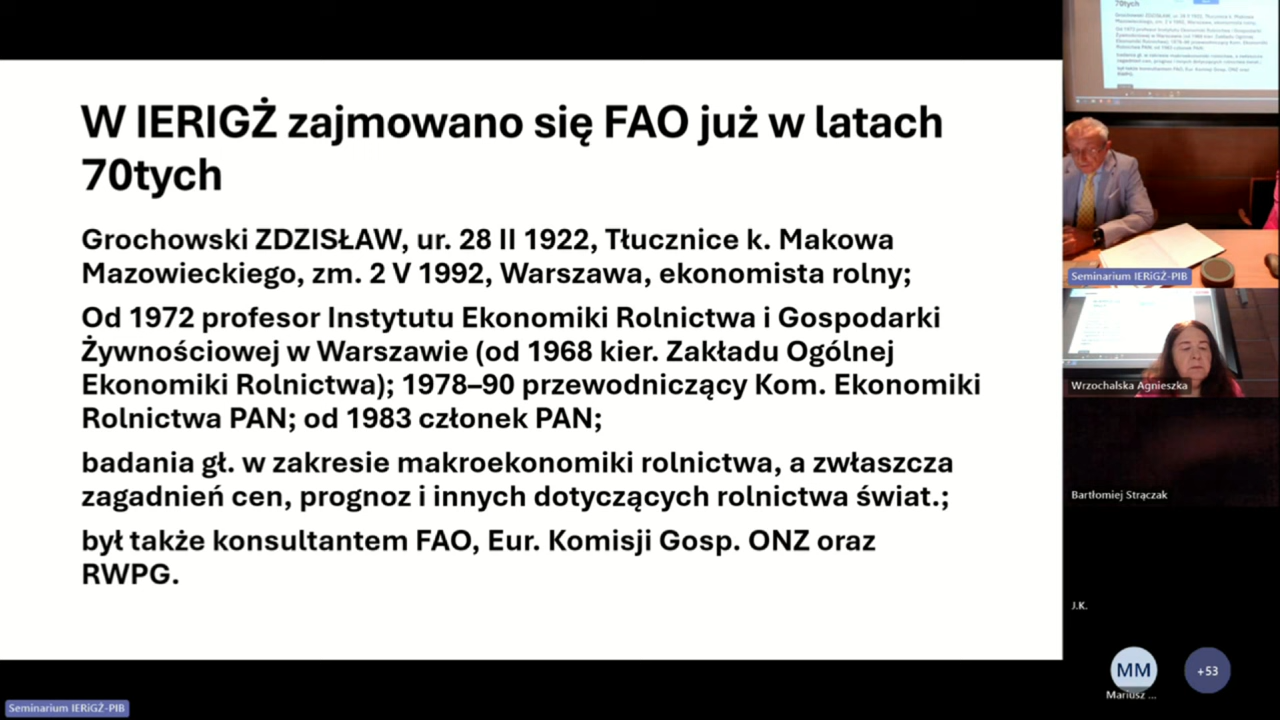 W IERIGŻ zajmowano się FAO już w latach
70tych
Grochowski ZDZISŁAW, ur. 28 II 1922, Tłucznice k. Makowa
Mazowieckiego, zm. 2 V 1992, Warszawa, ekonomista rolny;
Od 1972 profesor Instytutu Ekonomiki Rolnictwa i Gospodarki
Żywnościowej w Warszawie (od 1968 kier. Zakładu Ogólnej
Ekonomiki Rolnictwa); 1978–90 przewodniczący Kom. Ekonomiki
Rolnictwa PAN; od 1983 członek PAN;
badania gł. w zakresie makroekonomiki rolnictwa, a zwłaszcza
zagadnień cen, prognoz i innych dotyczących rolnictwa świat.;
był także konsultantem FAO, Eur. Komisji Gosp. ONZ oraz
RWPG.
Seminarium IERiGŻ-PIB
70tych
Seminarium IERiGŻ-PIB
Wrzochalska Agnieszka
Bartłomiej Strączak
J.K.
MM
Mariusz ...
+53